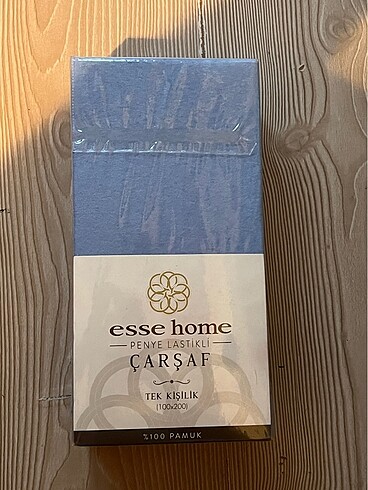 esse home
PENYE LASTİKLİ
ÇARŞAF
TEK KİŞİLİK
(100x200)
%100 PAMUK